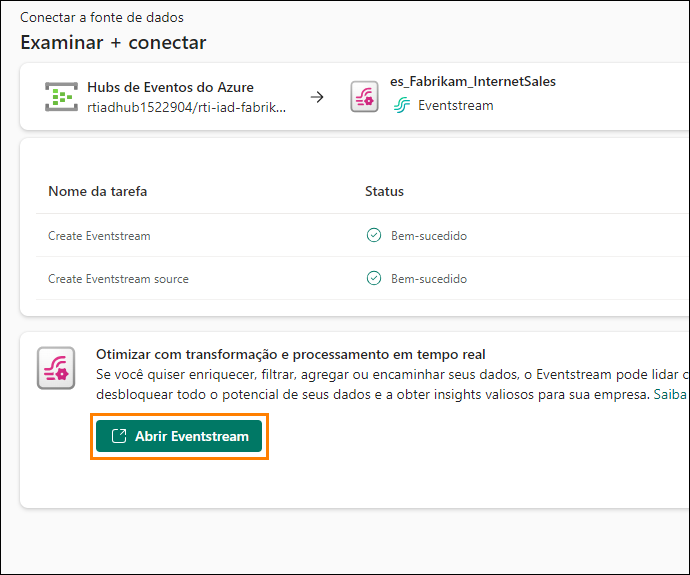 Conectar a fonte de dados
Examinar + conectar
Hubs de Eventos do Azure
rtiadhub1522904/rti-iad-fabrik...
es_Fabrikam_InternetSales
Eventstream
Nome da tarefa
Status
Create Eventstream
Bem-sucedido
Create Eventstream source
Bem-sucedido
Otimizar com transformação e processamento em tempo real
Se você quiser enriquecer, filtrar, agregar ou encaminhar seus dados, o Eventstream pode lidar c
desbloquear todo o potencial de seus dados e a obter insights valiosos para sua empresa. Saiba
Abrir Eventstream